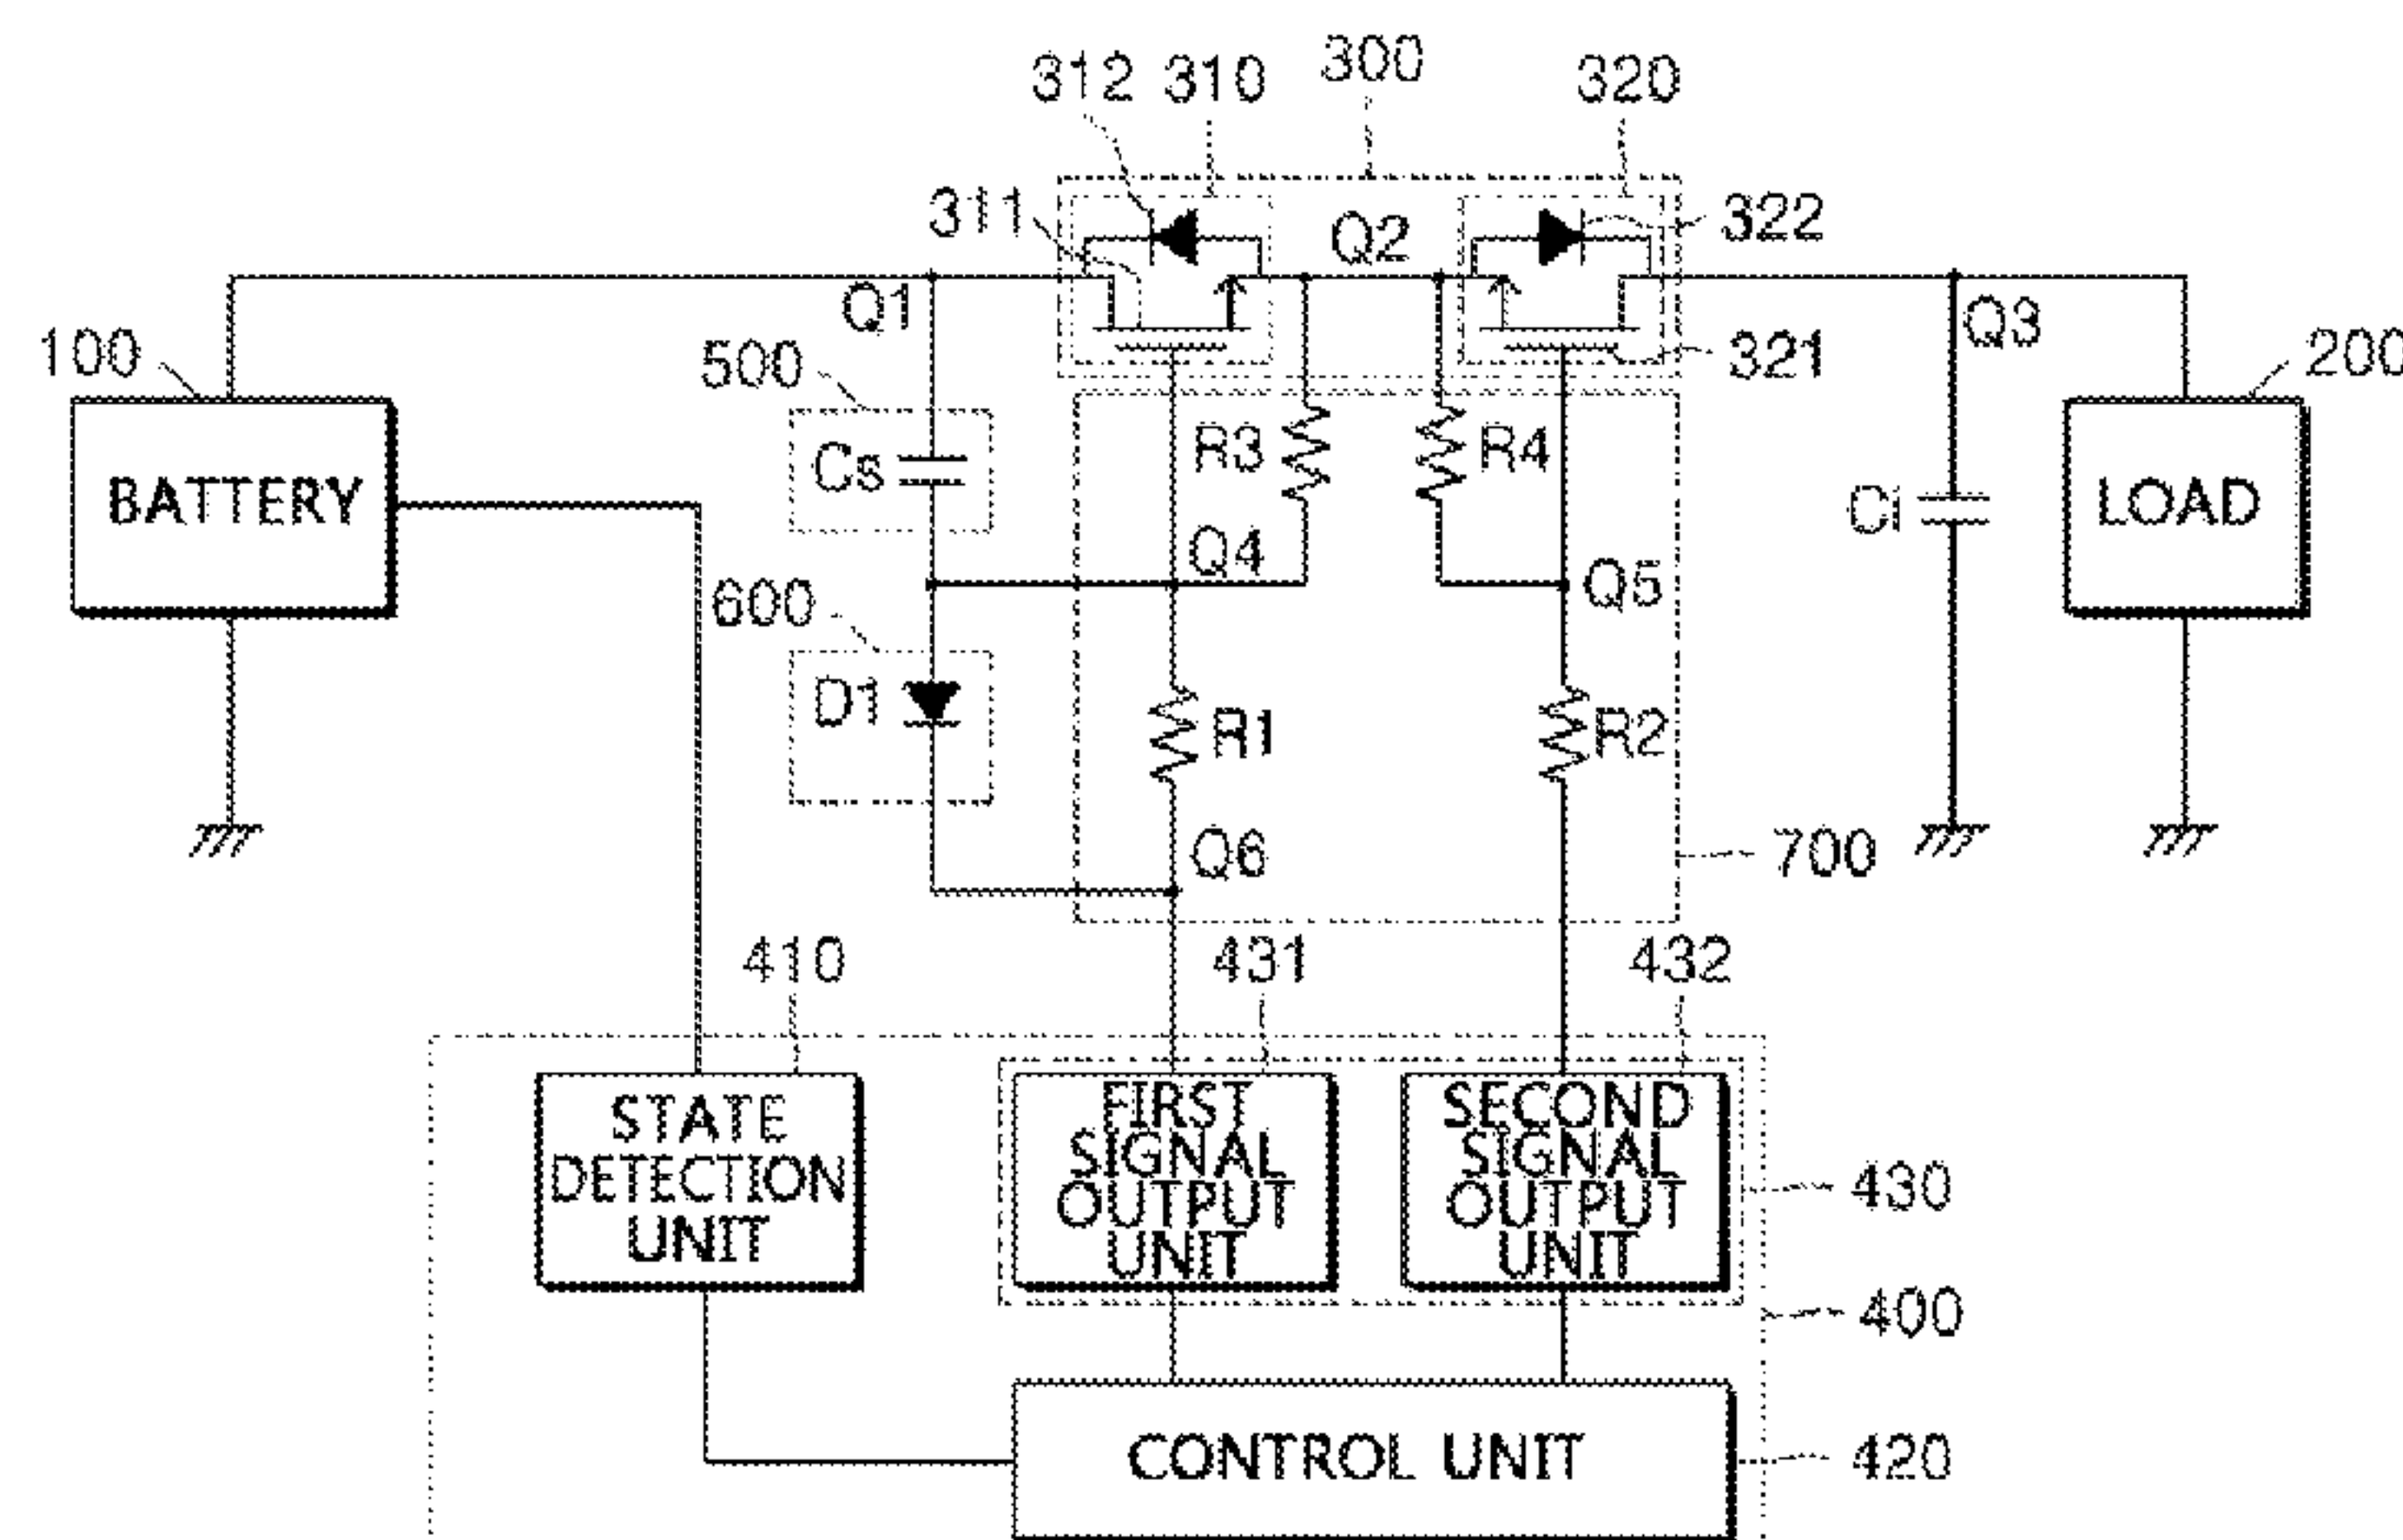 312 310 300 320
311 Q2 322
Q1 321 Q3
100 500 200
BATTERY Cs R3 R4 Ci LOAD
Q4 Q5
600
D1 R1 R2
Q6 700
410 431 432
STATE
DETECTION
UNIT
FIRST
SIGNAL
OUTPUT
UNIT
SECOND
SIGNAL
OUTPUT
UNIT
430
400
CONTROL UNIT 420